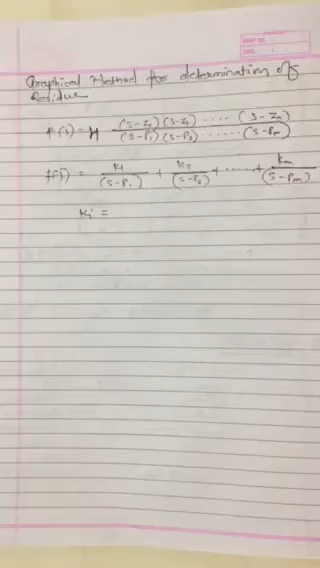 Graphical Method for determination of
Residue
F(s) = H (s-z₁)(s-z₂) ..... (s-zₙ) / (s-p₁)(s-p₂) ...... (s-pₘ)
F(s) = k₁/(s-p₁) + k₂/(s-p₂) + ..... + kₘ/(s-pₘ)
Ki =